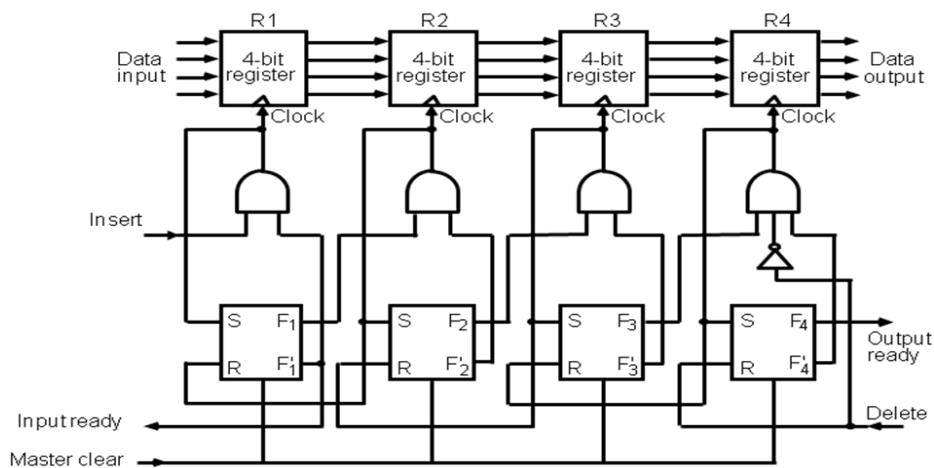 R1 R2 R3 R4
Data input
4-bit register
4-bit register
4-bit register
4-bit register
Data output
Clock Clock Clock Clock
Insert
S F1
R F'1
S F2
R F'2
S F3
R F'3
S F4
R F'4
Output ready
Input ready
Delete
Master clear